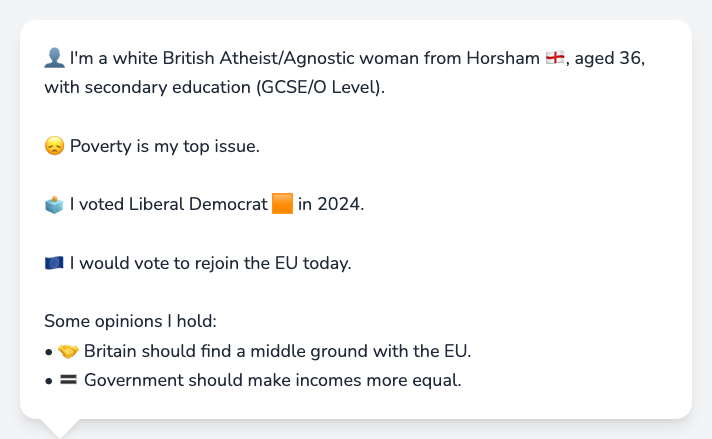 👤 I'm a white British Atheist/Agnostic woman from Horsham 🏴󠁧󠁢󠁥󠁮󠁧󠁿, aged 36,
with secondary education (GCSE/O Level).
😞 Poverty is my top issue.
🗳️ I voted Liberal Democrat 🟧 in 2024.
🇪🇺 I would vote to rejoin the EU today.
Some opinions I hold:
• 🤝 Britain should find a middle ground with the EU.
• 🟰 Government should make incomes more equal.